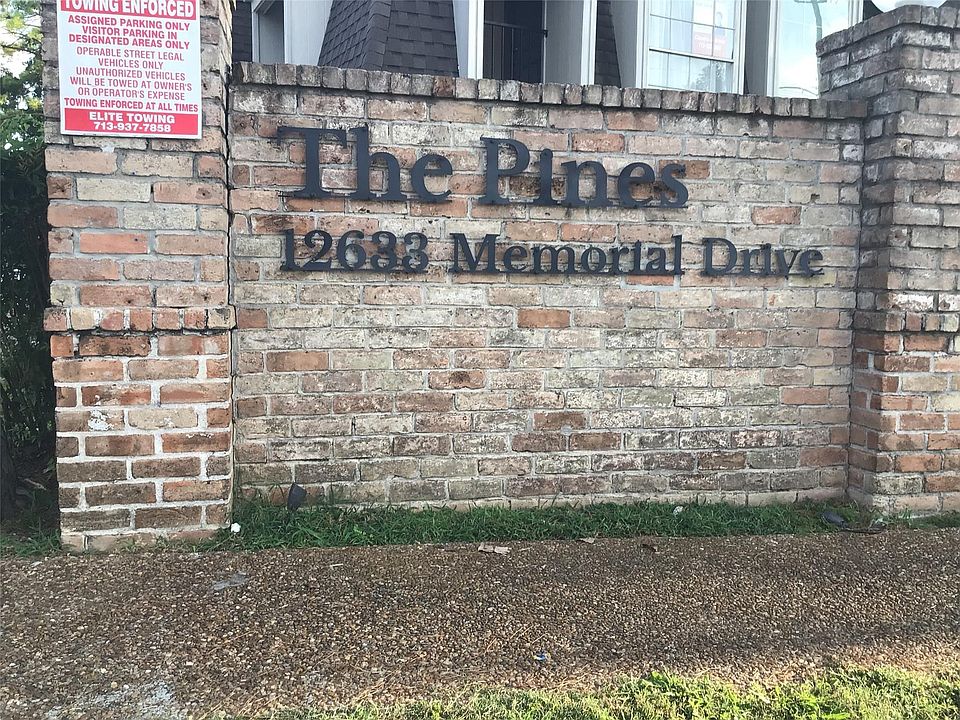 TOWING ENFORCED
ASSIGNED PARKING ONLY
VISITOR PARKING IN
DESIGNATED AREAS ONLY
OPERABLE STREET LEGAL
VEHICLES ONLY
UNAUTHORIZED VEHICLES
WILL BE TOWED AT OWNER'S
OR OPERATOR'S EXPENSE
TOWING ENFORCED AT ALL TIMES
ELITE TOWING
713-937-7858
The Pines
12633 Memorial Drive